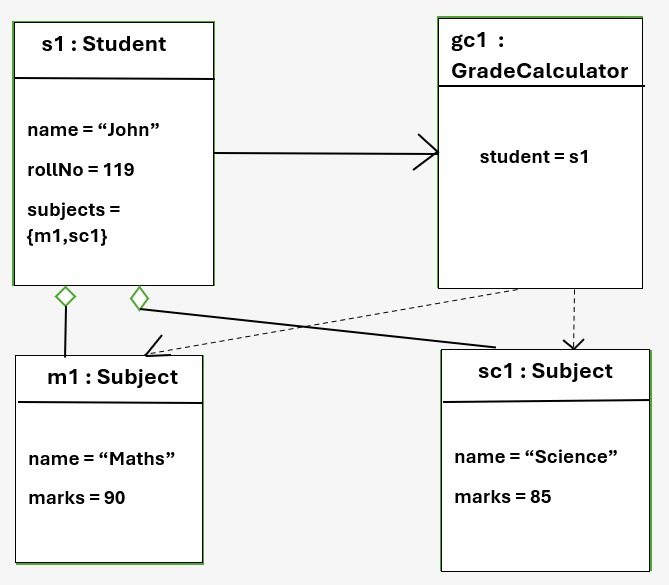 s1 : Student
name = “John”
rollNo = 119
subjects =
{m1,sc1}
gc1  :
GradeCalculator
student = s1
m1 : Subject
name = “Maths”
marks = 90
sc1 : Subject
name = “Science”
marks = 85